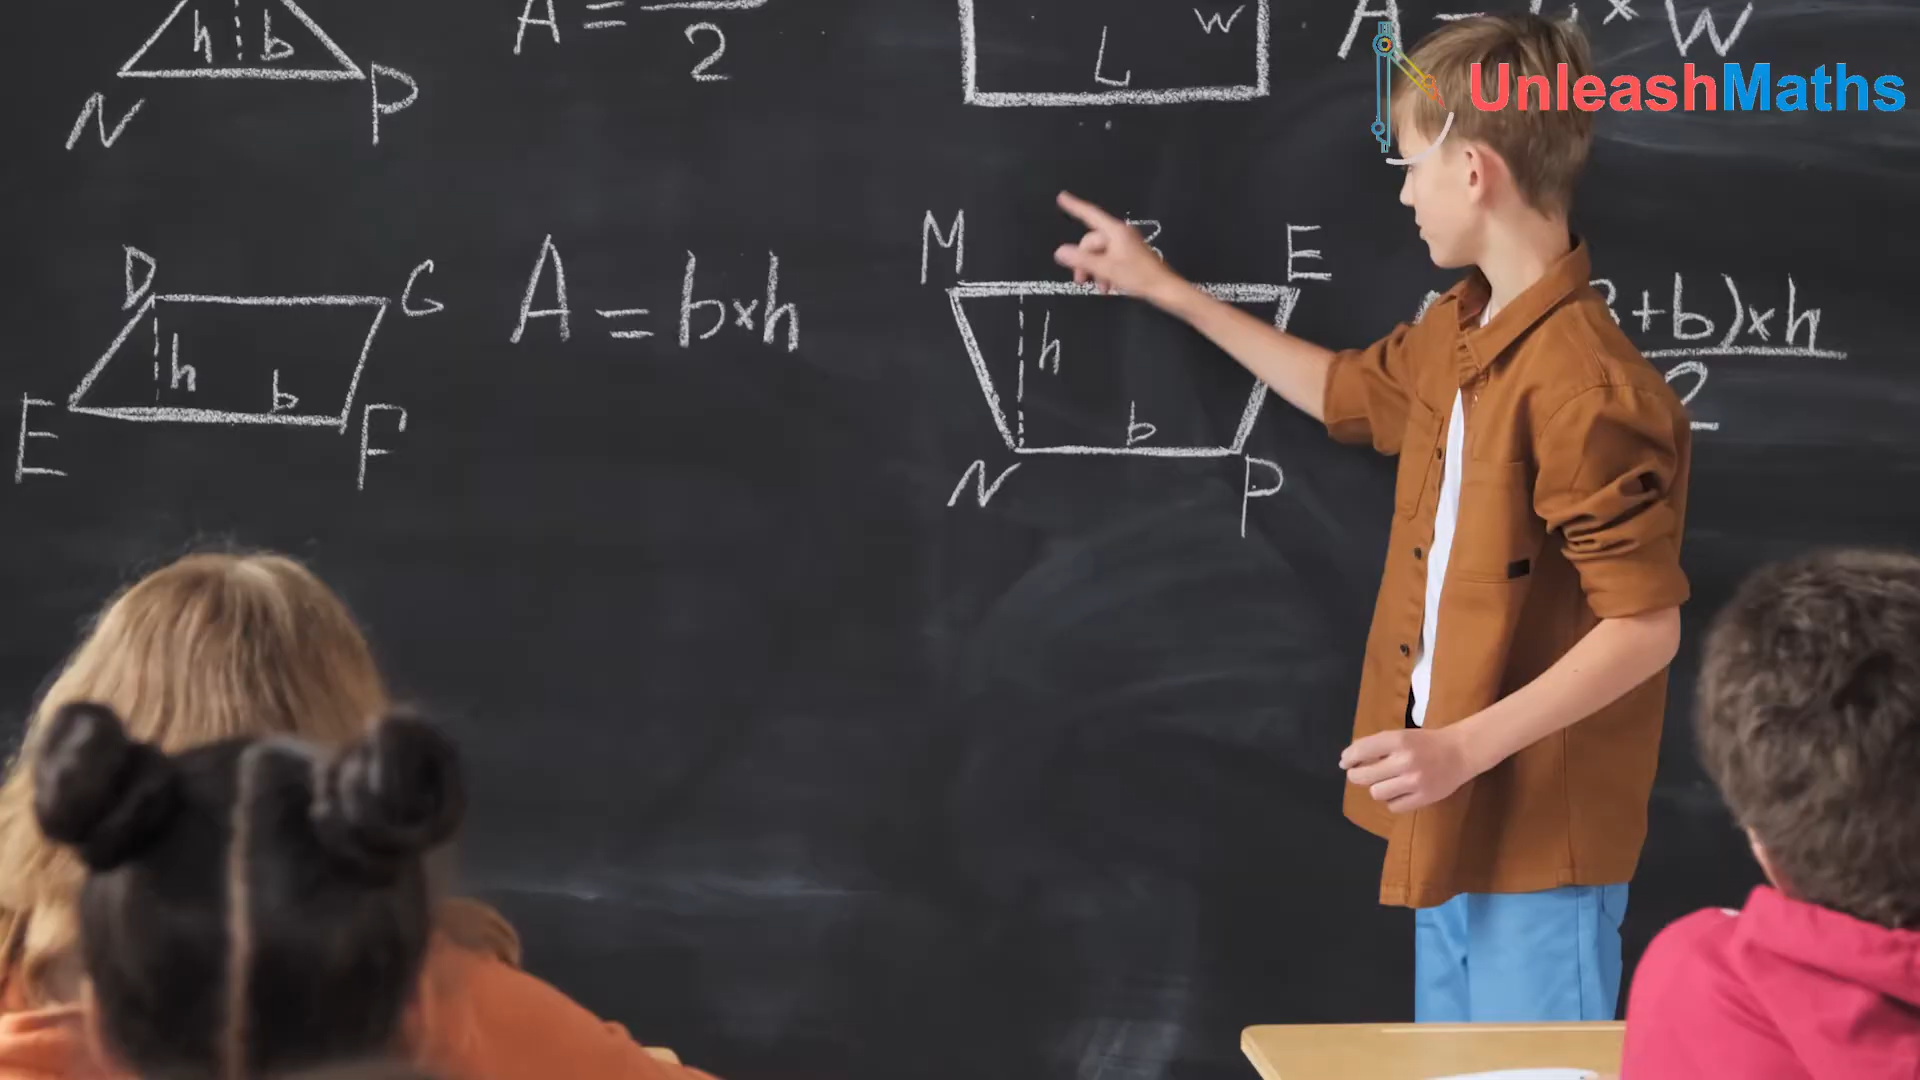 h b
N P
A =
2
W
L
UnleashMaths
D G
h
b
E F
A = b×h
M E
h
b
N P
+b)×h
2